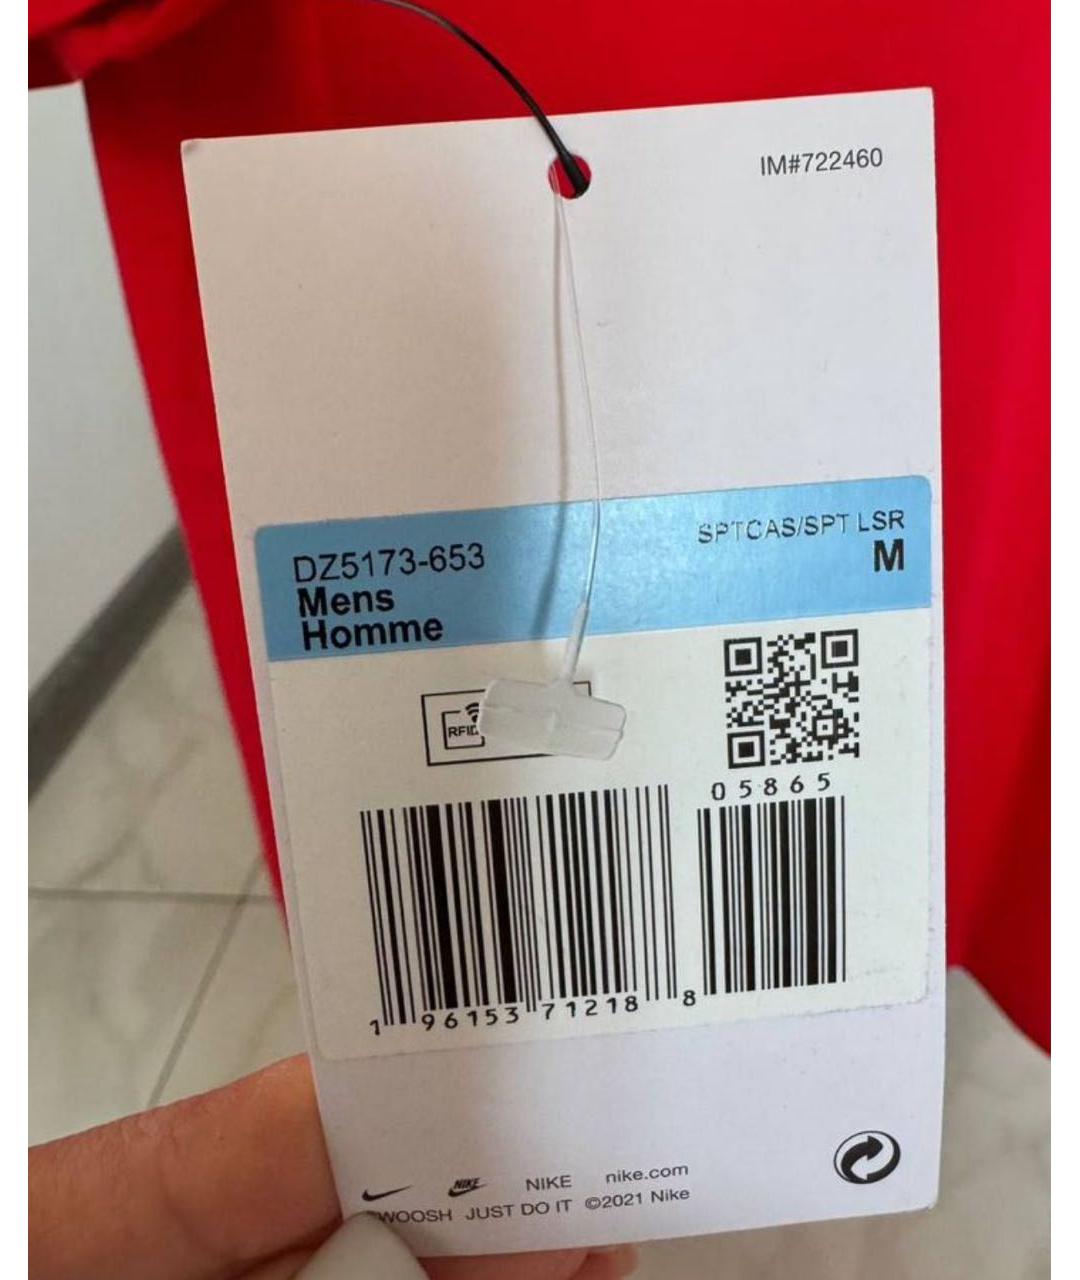 IM#722460
SPTCAS/SPT LSR
DZ5173-653
M
Mens
Homme
RFID
05865
1 96153 71218 8
NIKE NIKE nike.com
SWOOSH JUST DO IT ©2021 Nike